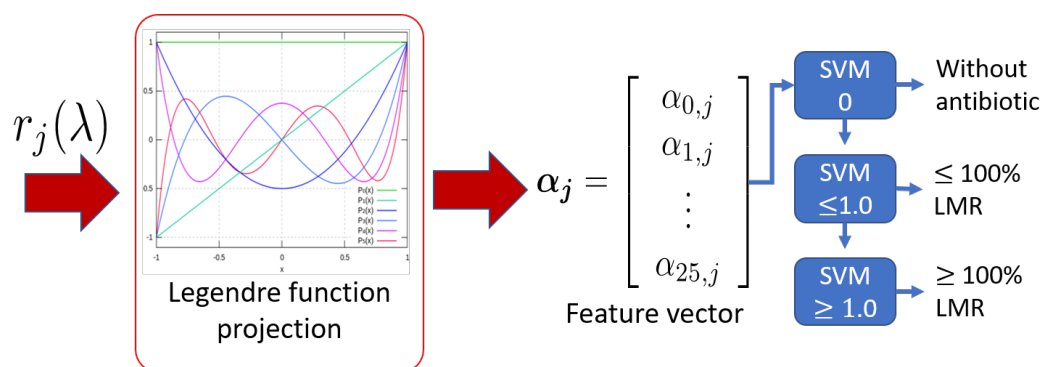 r_j(λ)
1
0.5
0
0.5
-1
-1
-0.5
0
0.5
1
x
P₀(x)
P₁(x)
P₂(x)
P₃(x)
P₄(x)
P₅(x)
Legendre function
projection
α_j =
α_{0,j}
α_{1,j}
⋮
α_{25,j}
Feature vector
SVM
0
Without
antibiotic
SVM
≤1.0
≤ 100%
LMR
SVM
≥ 1.0
≥ 100%
LMR